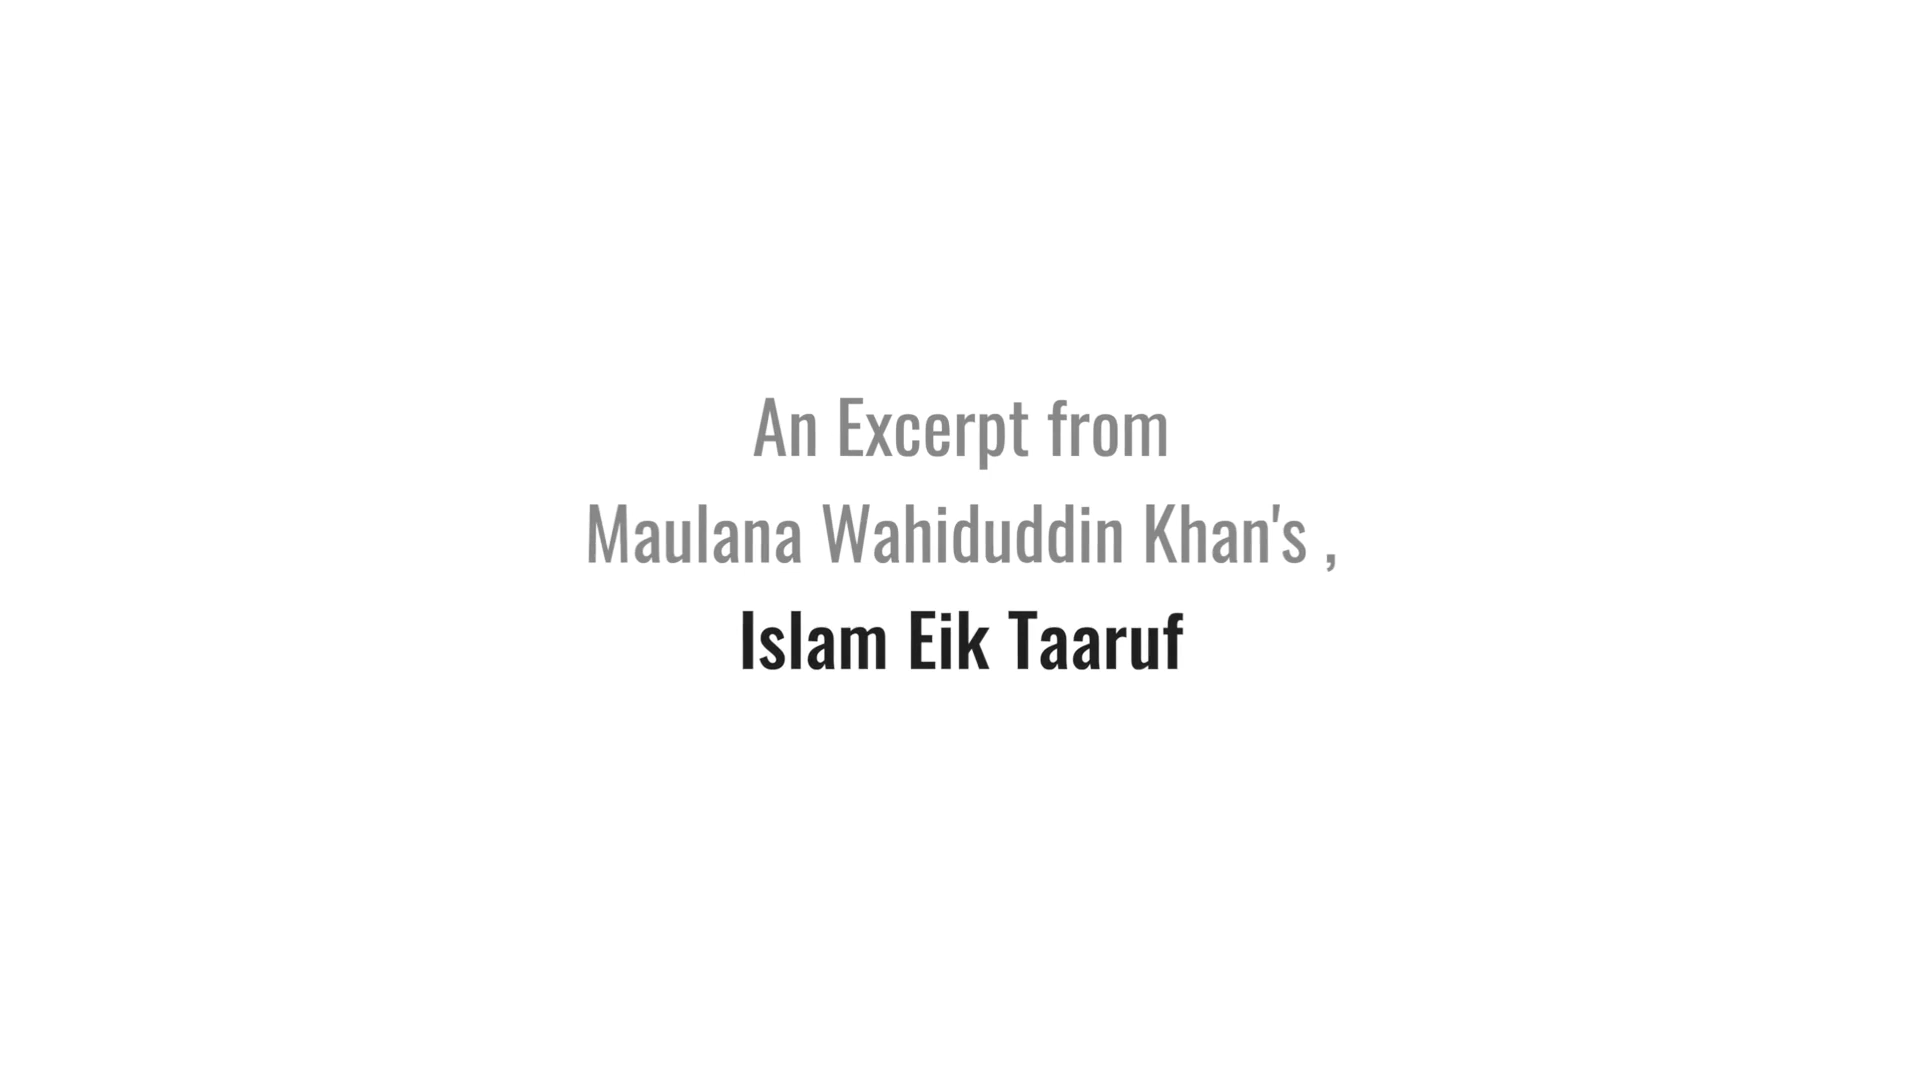 An Excerpt from
Maulana Wahiduddin Khan's ,
Islam Eik Taaruf